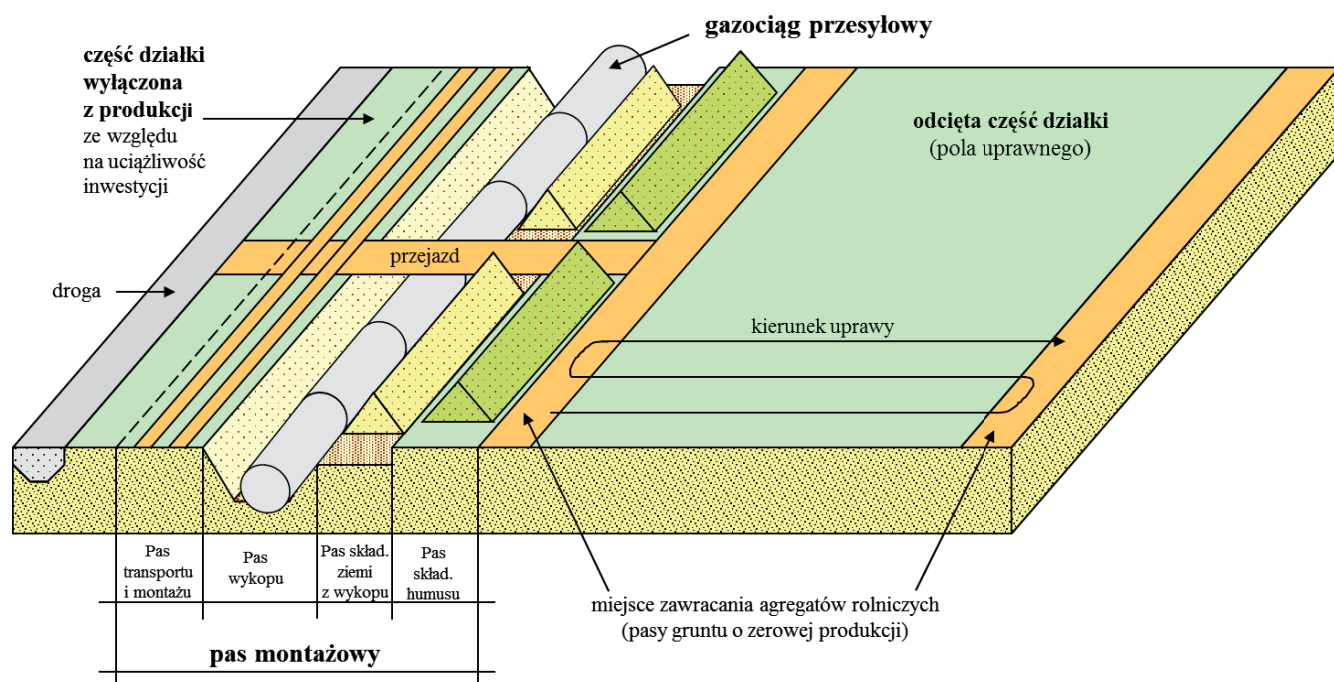 gazociąg przesyłowy
część działki
wyłączona
z produkcji
ze względu
na uciążliwość
inwestycji
odcięta część działki
(pola uprawnego)
przejazd
droga
kierunek uprawy
Pas
transportu
i montażu
Pas
wykopu
Pas skład.
ziemi
z wykopu
Pas
skład.
humusu
miejsce zawracania agregatów rolniczych
(pasy gruntu o zerowej produkcji)
pas montażowy